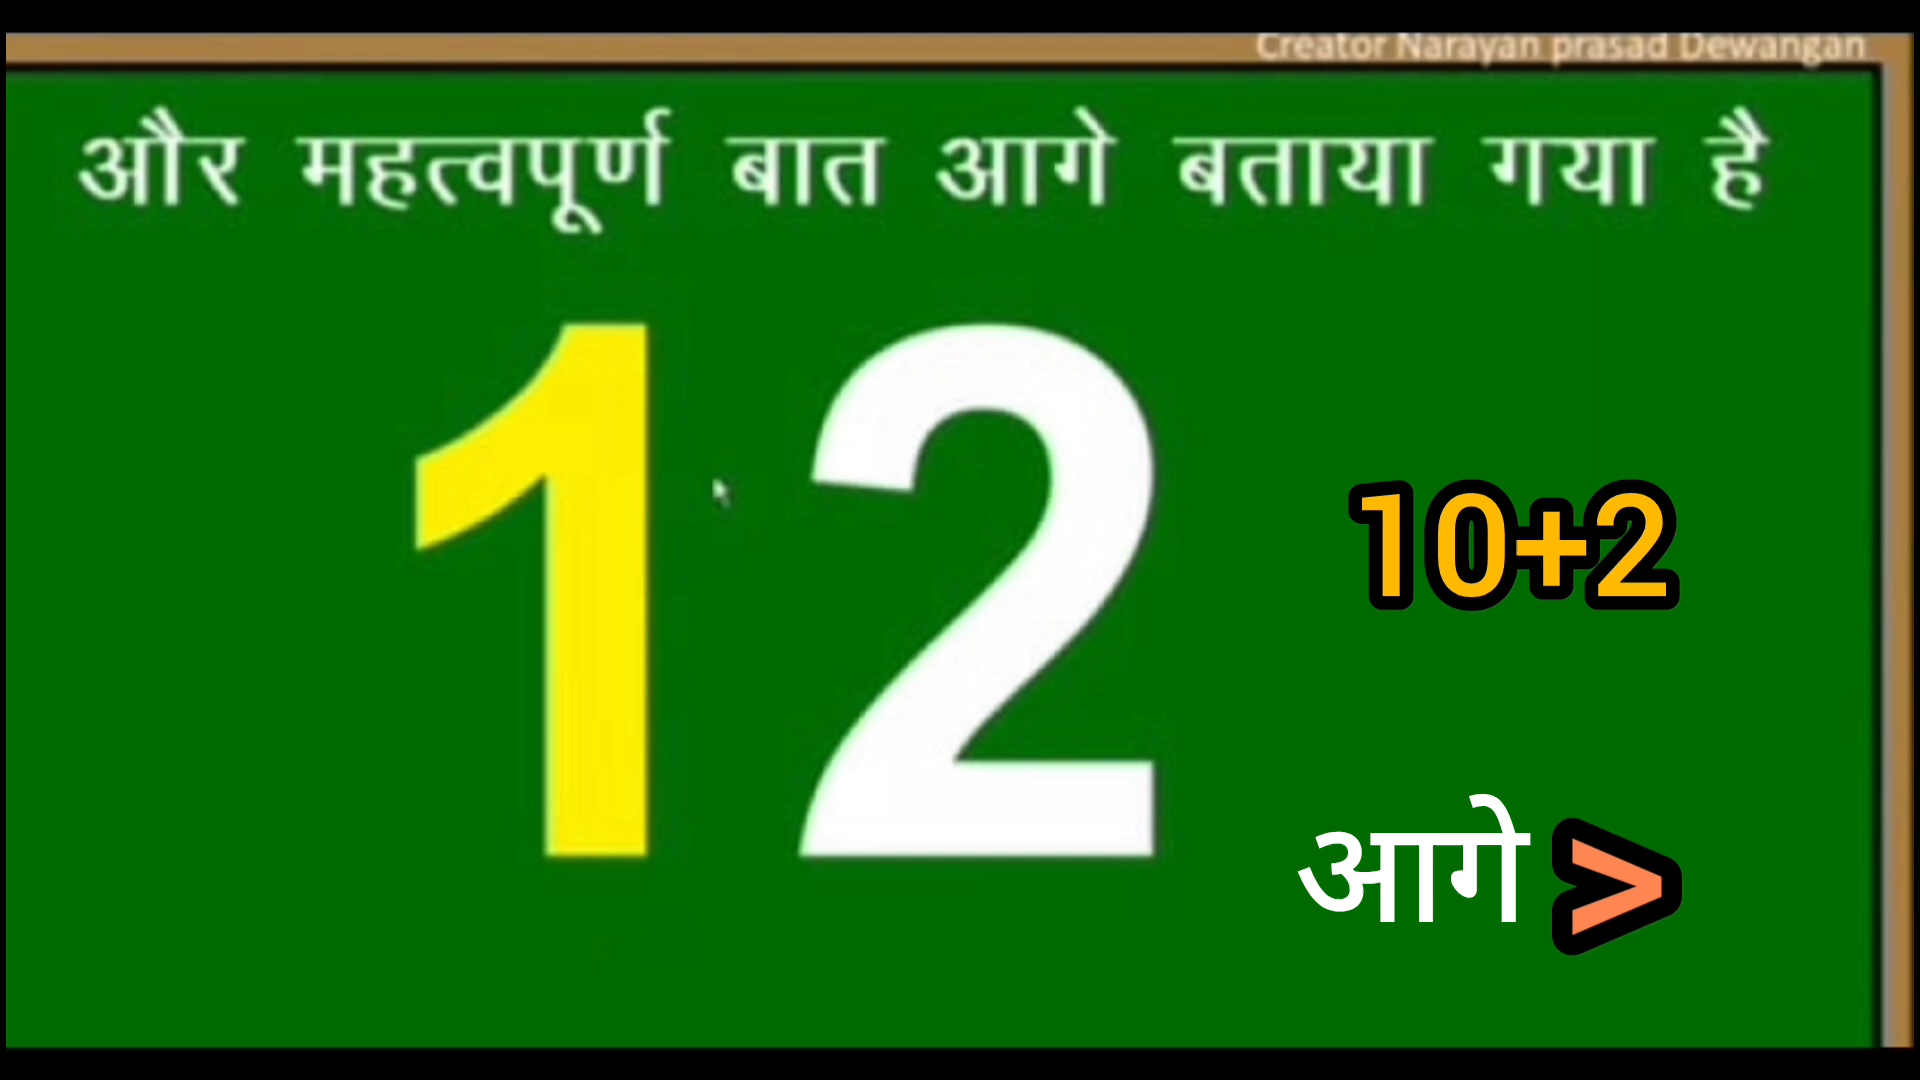 Creator Narayan prasad Dewangan
और महत्वपूर्ण बात आगे बताया गया है
12
10+2
आगे >